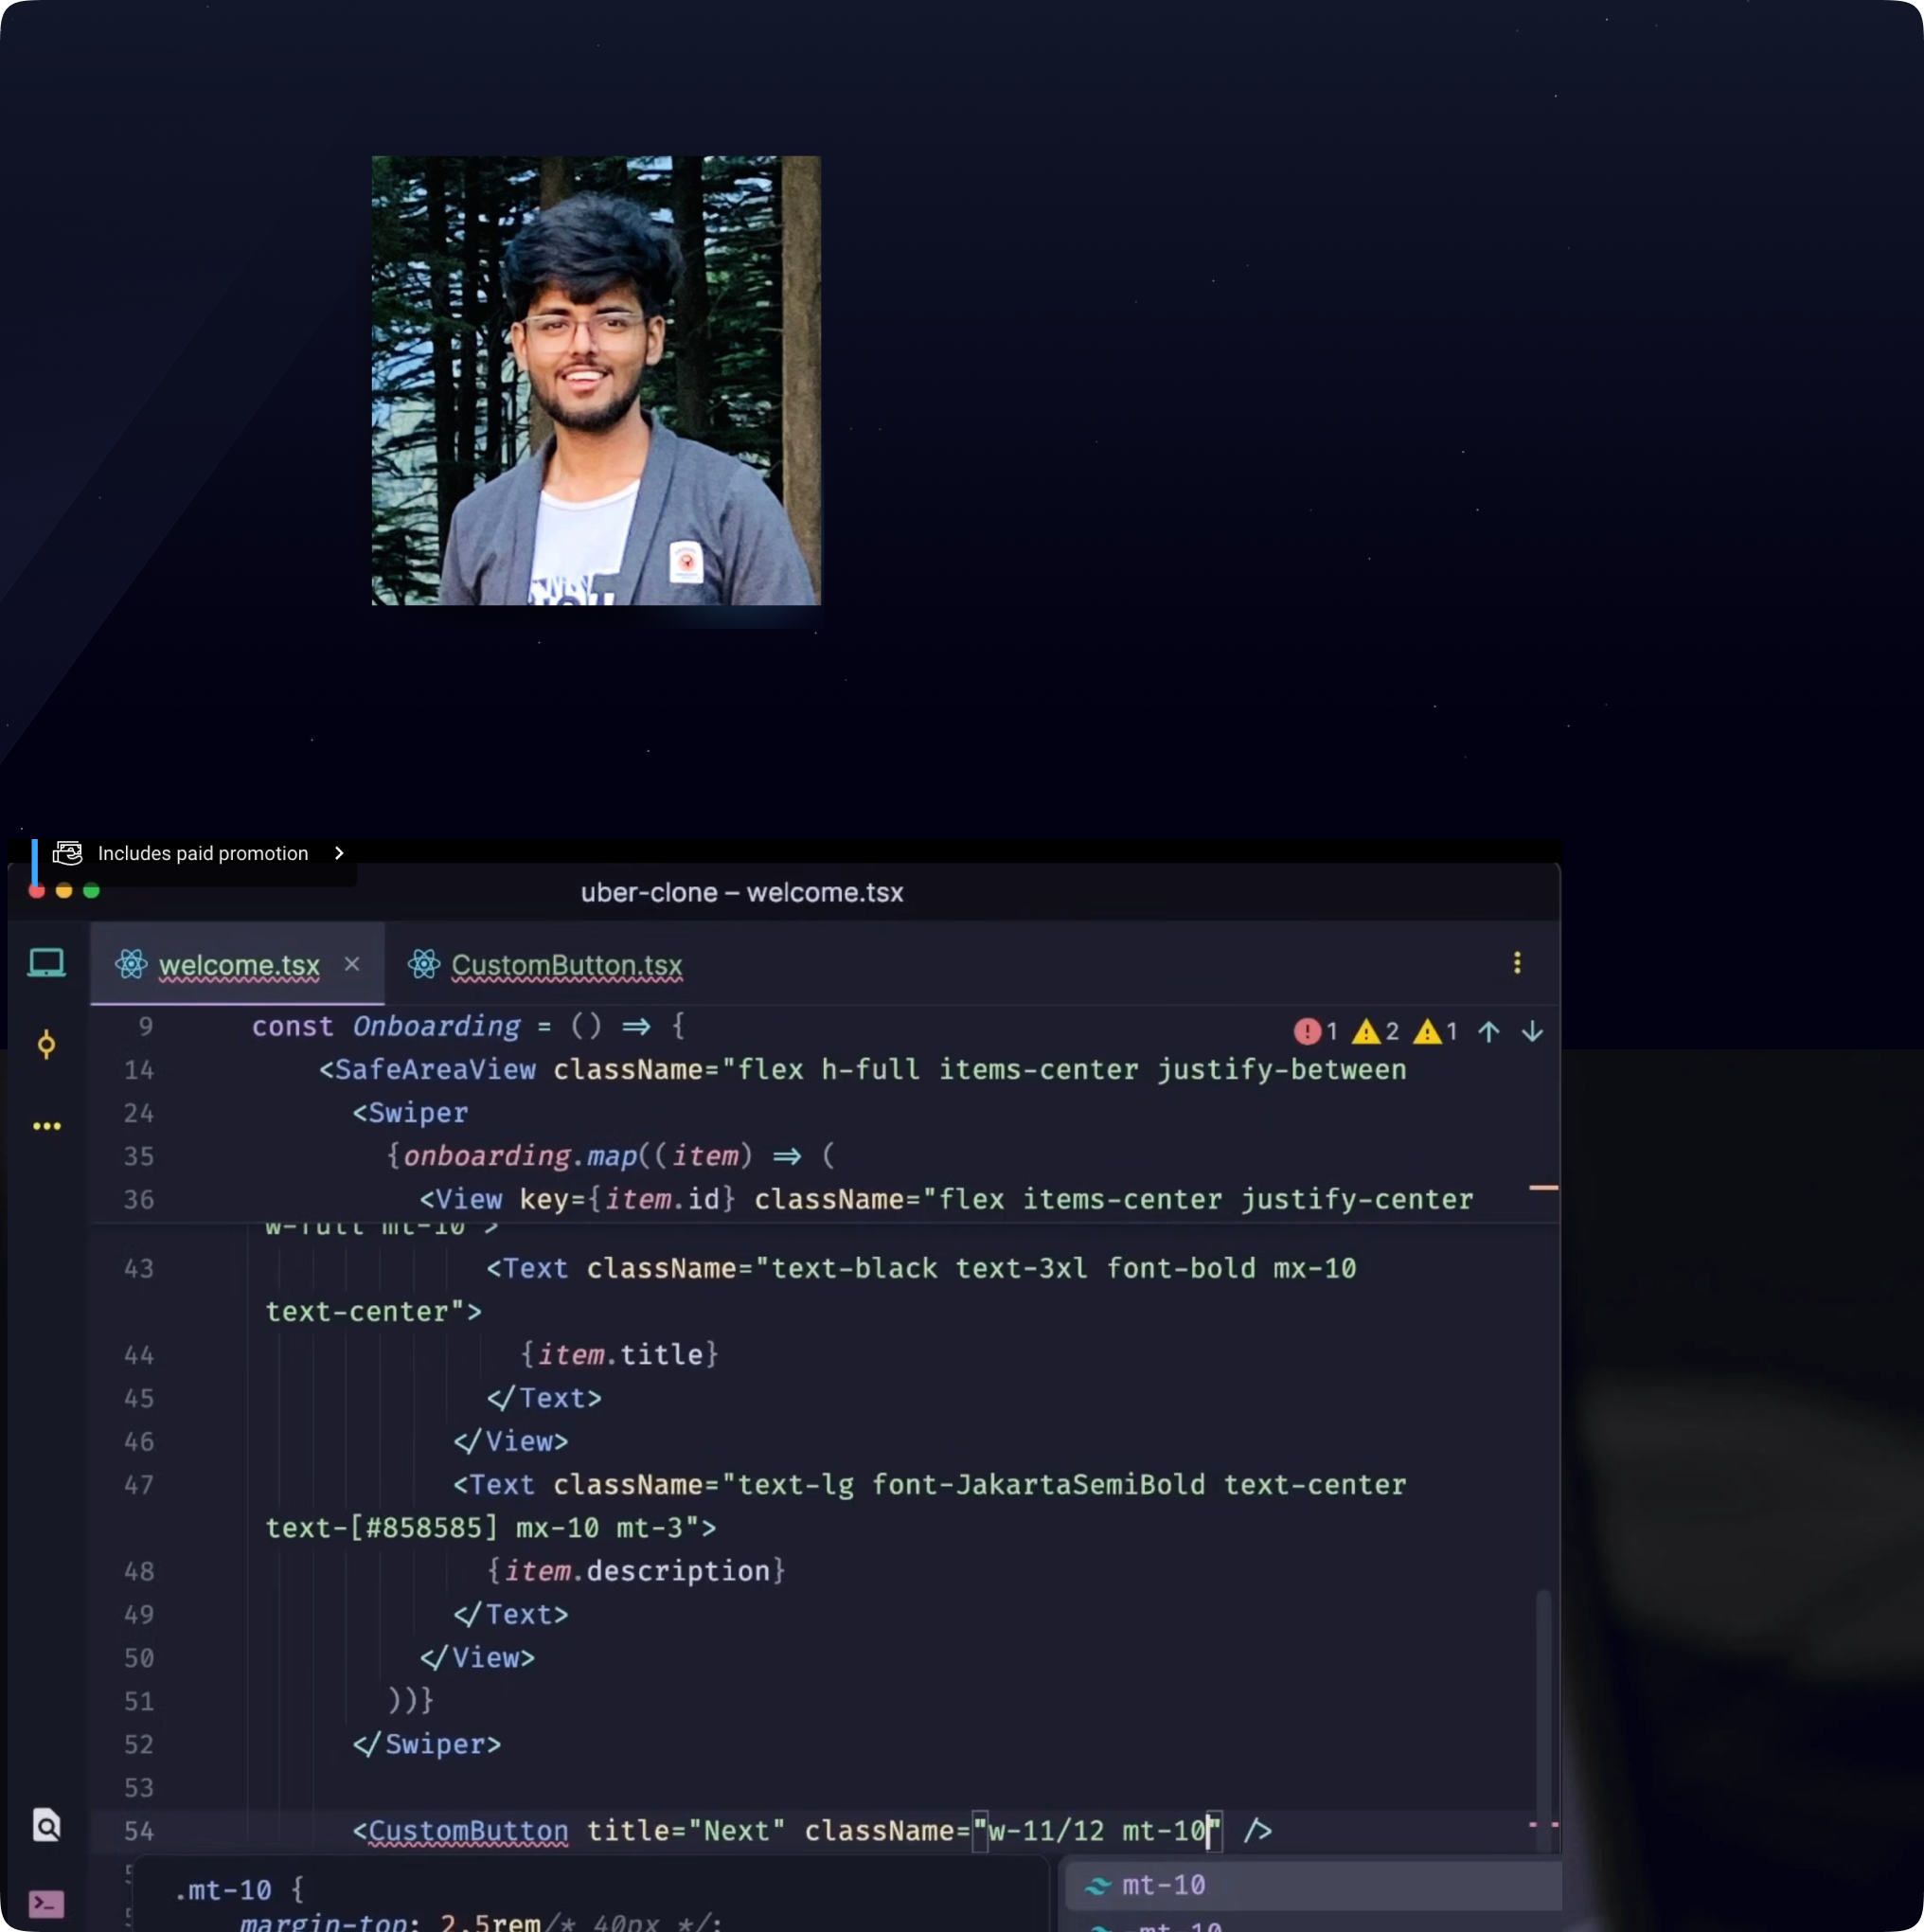 Includes paid promotion
uber-clone – welcome.tsx
welcome.tsx
CustomButton.tsx
9 const Onboarding = () => {
1 2 1
14 <SafeAreaView className="flex h-full items-center justify-between
24 <Swiper
35 {onboarding.map((item) => (
36 <View key={item.id} className="flex items-center justify-center
w-full mt-10">
43 <Text className="text-black text-3xl font-bold mx-10
text-center">
44 {item.title}
45 </Text>
46 </View>
47 <Text className="text-lg font-JakartaSemiBold text-center
text-[#858585] mx-10 mt-3">
48 {item.description}
49 </Text>
50 </View>
51 ))}
52 </Swiper>
53
54 <CustomButton title="Next" className="w-11/12 mt-10" />
.mt-10 {
margin-top: 2.5rem/* 40px */;
mt-10
-mt-10